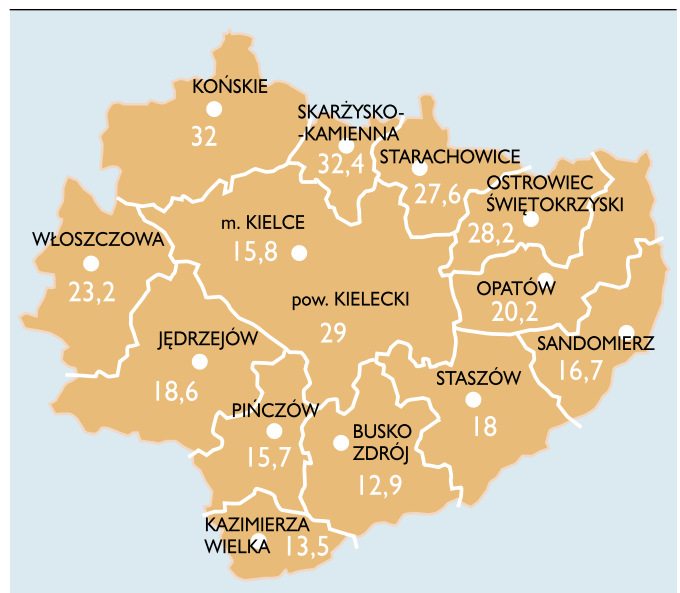 KOŃSKIE
32
SKARŻYSKO-
-KAMIENNA
32,4
STARACHOWICE
27,6
OSTROWIEC
ŚWIĘTOKRZYSKI
28,2
m. KIELCE
15,8
WŁOSZCZOWA
23,2
pow. KIELECKI
29
OPATÓW
20,2
JĘDRZEJÓW
18,6
SANDOMIERZ
16,7
STASZÓW
18
PIŃCZÓW
15,7
BUSKO
ZDRÓJ
12,9
KAZIMIERZA
WIELKA
13,5